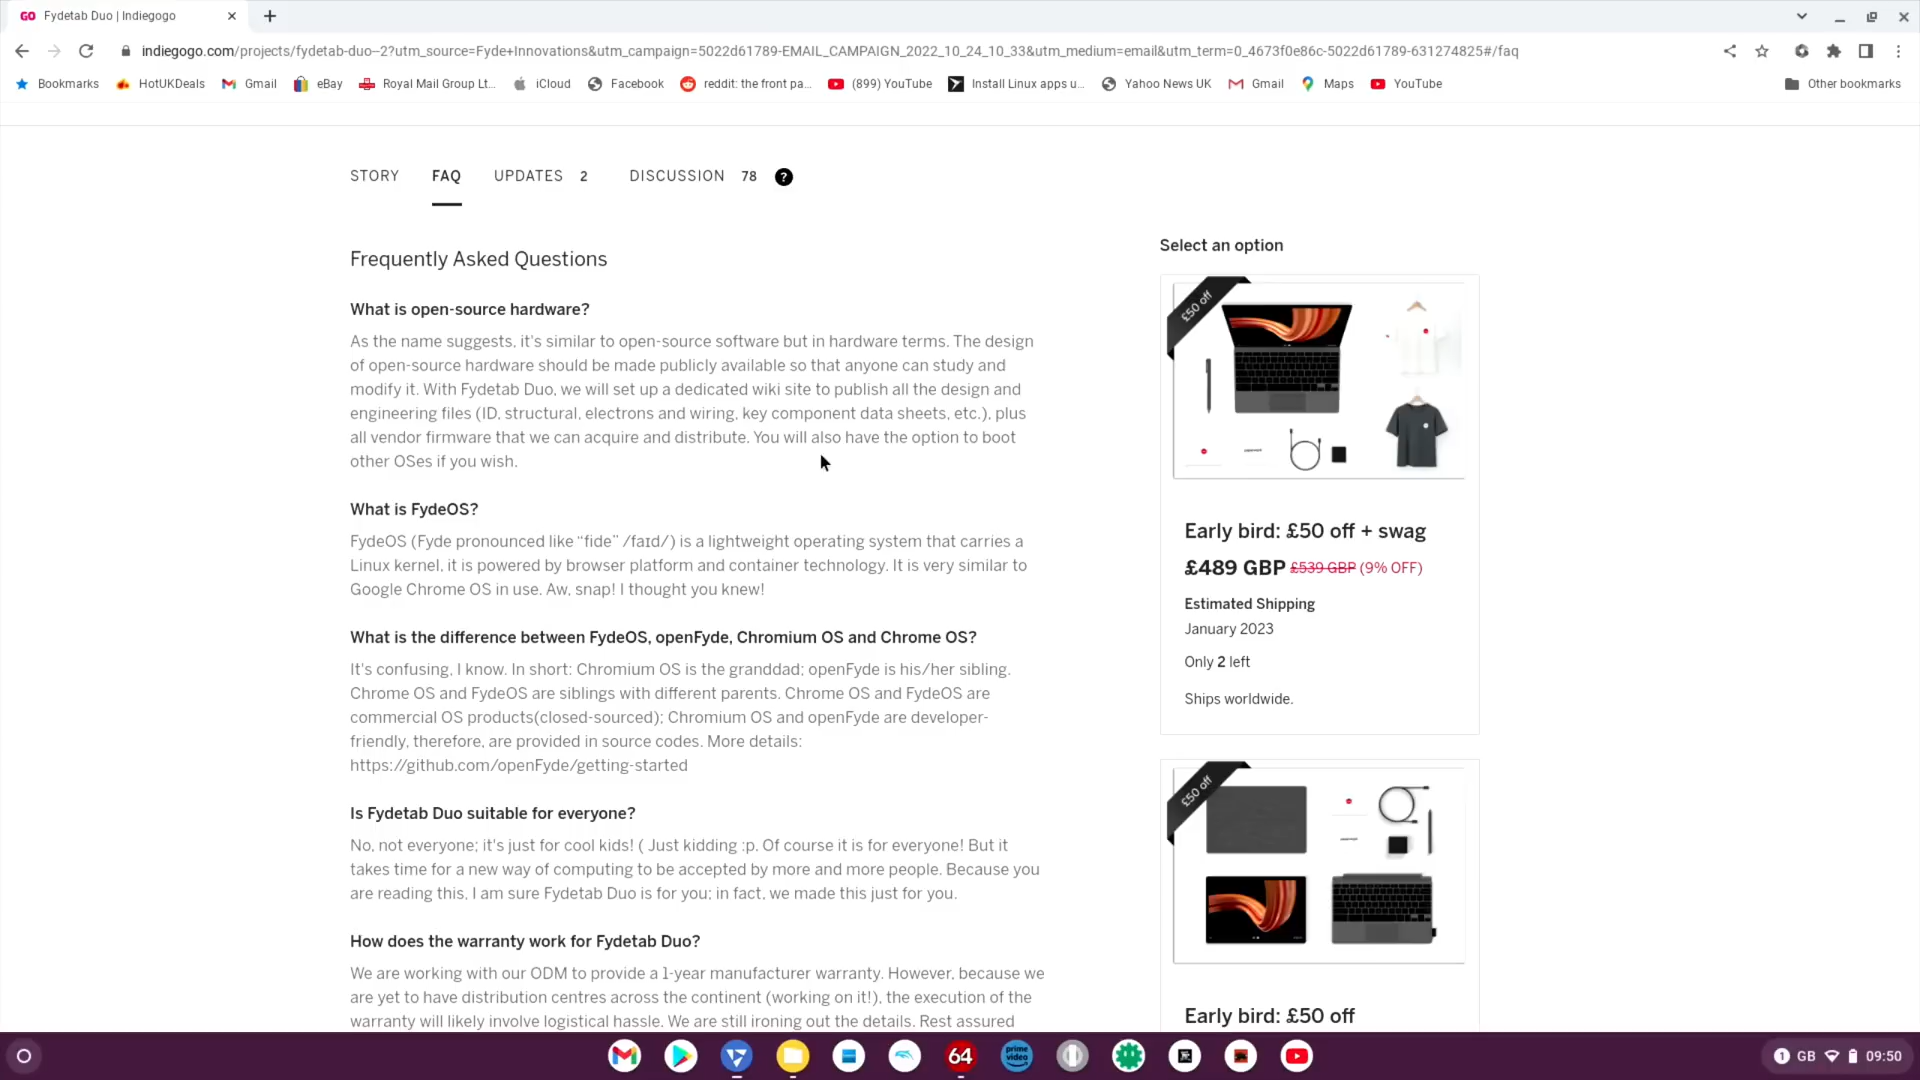 GO Fydetab Duo | Indiegogo
indiegogo.com/projects/fydetab-duo--2?utm_source=Fyde+Innovations&utm_campaign=5022d61789-EMAIL_CAMPAIGN_2022_10_24_10_33&utm_medium=email&utm_term=0_4673f0e86c-5022d61789-631274825#/faq
Bookmarks HotUKDeals Gmail eBay Royal Mail Group Lt... iCloud Facebook reddit: the front pa... (899) YouTube Install Linux apps u... Yahoo News UK Gmail Maps YouTube Other bookmarks
STORY FAQ UPDATES 2 DISCUSSION 78 ?
Frequently Asked Questions
What is open-source hardware?
As the name suggests, it's similar to open-source software but in hardware terms. The design
of open-source hardware should be made publicly available so that anyone can study and
modify it. With Fydetab Duo, we will set up a dedicated wiki site to publish all the design and
engineering files (ID, structural, electrons and wiring, key component data sheets, etc.), plus
all vendor firmware that we can acquire and distribute. You will also have the option to boot
other OSes if you wish.
What is FydeOS?
FydeOS (Fyde pronounced like “fide” /faɪd/) is a lightweight operating system that carries a
Linux kernel, it is powered by browser platform and container technology. It is very similar to
Google Chrome OS in use. Aw, snap! I thought you knew!
What is the difference between FydeOS, openFyde, Chromium OS and Chrome OS?
It's confusing, I know. In short: Chromium OS is the granddad; openFyde is his/her sibling.
Chrome OS and FydeOS are siblings with different parents. Chrome OS and FydeOS are
commercial OS products(closed-sourced); Chromium OS and openFyde are developer-
friendly, therefore, are provided in source codes. More details:
https://github.com/openFyde/getting-started
Is Fydetab Duo suitable for everyone?
No, not everyone; it's just for cool kids! ( Just kidding :p. Of course it is for everyone! But it
takes time for a new way of computing to be accepted by more and more people. Because you
are reading this, I am sure Fydetab Duo is for you; in fact, we made this just for you.
How does the warranty work for Fydetab Duo?
We are working with our ODM to provide a 1-year manufacturer warranty. However, because we
are yet to have distribution centres across the continent (working on it!), the execution of the
warranty will likely involve logistical hassle. We are still ironing out the details. Rest assured
Select an option
£50 off
Early bird: £50 off + swag
£489 GBP £539 GBP (9% OFF)
Estimated Shipping
January 2023
Only 2 left
Ships worldwide.
£50 off
Early bird: £50 off
64 prime video
1 GB 09:50